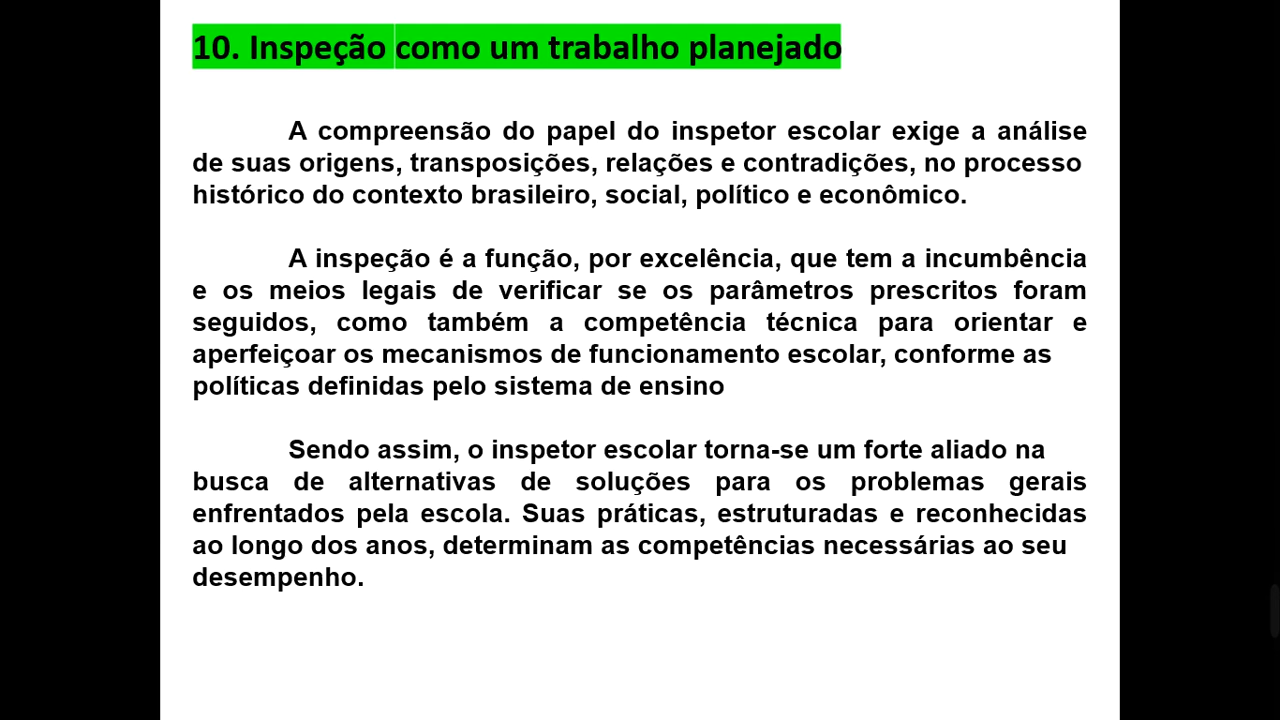 10. Inspeção como um trabalho planejado
A compreensão do papel do inspetor escolar exige a análise
de suas origens, transposições, relações e contradições, no processo
histórico do contexto brasileiro, social, político e econômico.
A inspeção é a função, por excelência, que tem a incumbência
e os meios legais de verificar se os parâmetros prescritos foram
seguidos, como também a competência técnica para orientar e
aperfeiçoar os mecanismos de funcionamento escolar, conforme as
políticas definidas pelo sistema de ensino
Sendo assim, o inspetor escolar torna-se um forte aliado na
busca de alternativas de soluções para os problemas gerais
enfrentados pela escola. Suas práticas, estruturadas e reconhecidas
ao longo dos anos, determinam as competências necessárias ao seu
desempenho.